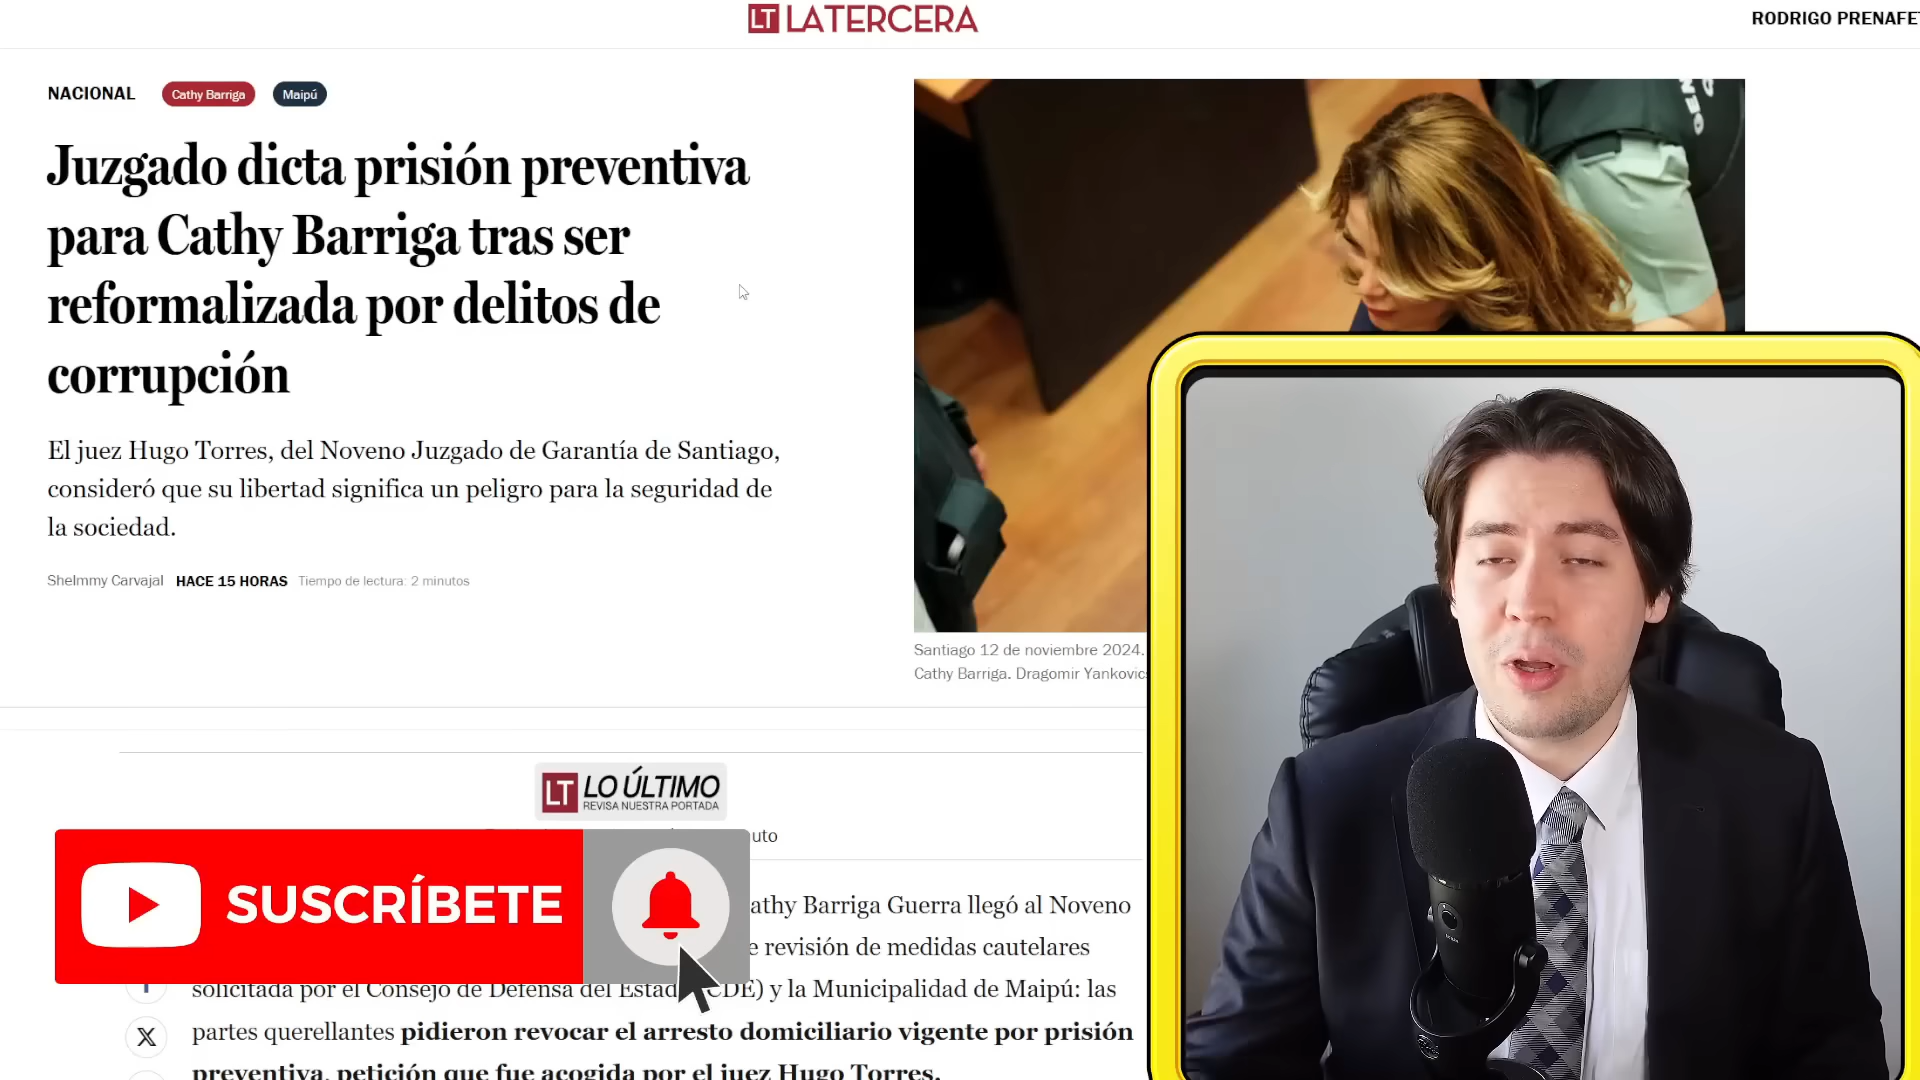 LT LATERCERA
RODRIGO PRENAFE
NACIONAL
Cathy Barriga
Maipú
Juzgado dicta prisión preventiva
para Cathy Barriga tras ser
reformalizada por delitos de
corrupción
El juez Hugo Torres, del Noveno Juzgado de Garantía de Santiago,
consideró que su libertad significa un peligro para la seguridad de
la sociedad.
Shelmmy Carvajal HACE 15 HORAS Tiempo de lectura: 2 minutos
Santiago 12 de noviembre 2024.
Cathy Barriga. Dragomir Yankovic
LT LO ÚLTIMO
REVISA NUESTRA PORTADA
uto
SUSCRÍBETE
athy Barriga Guerra llegó al Noveno
e revisión de medidas cautelares
solicitada por el Consejo de Defensa del Estad CDE) y la Municipalidad de Maipú: las
partes querellantes pidieron revocar el arresto domiciliario vigente por prisión
preventiva, petición que fue acogida por el juez Hugo Torres.